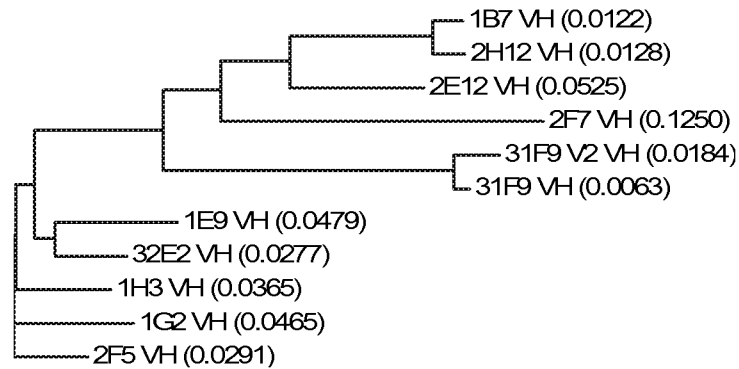 1B7 VH (0.0122)
2H12 VH (0.0128)
2E12 VH (0.0525)
2F7 VH (0.1250)
31F9 V2 VH (0.0184)
31F9 VH (0.0063)
1E9 VH (0.0479)
32E2 VH (0.0277)
1H3 VH (0.0365)
1G2 VH (0.0465)
2F5 VH (0.0291)